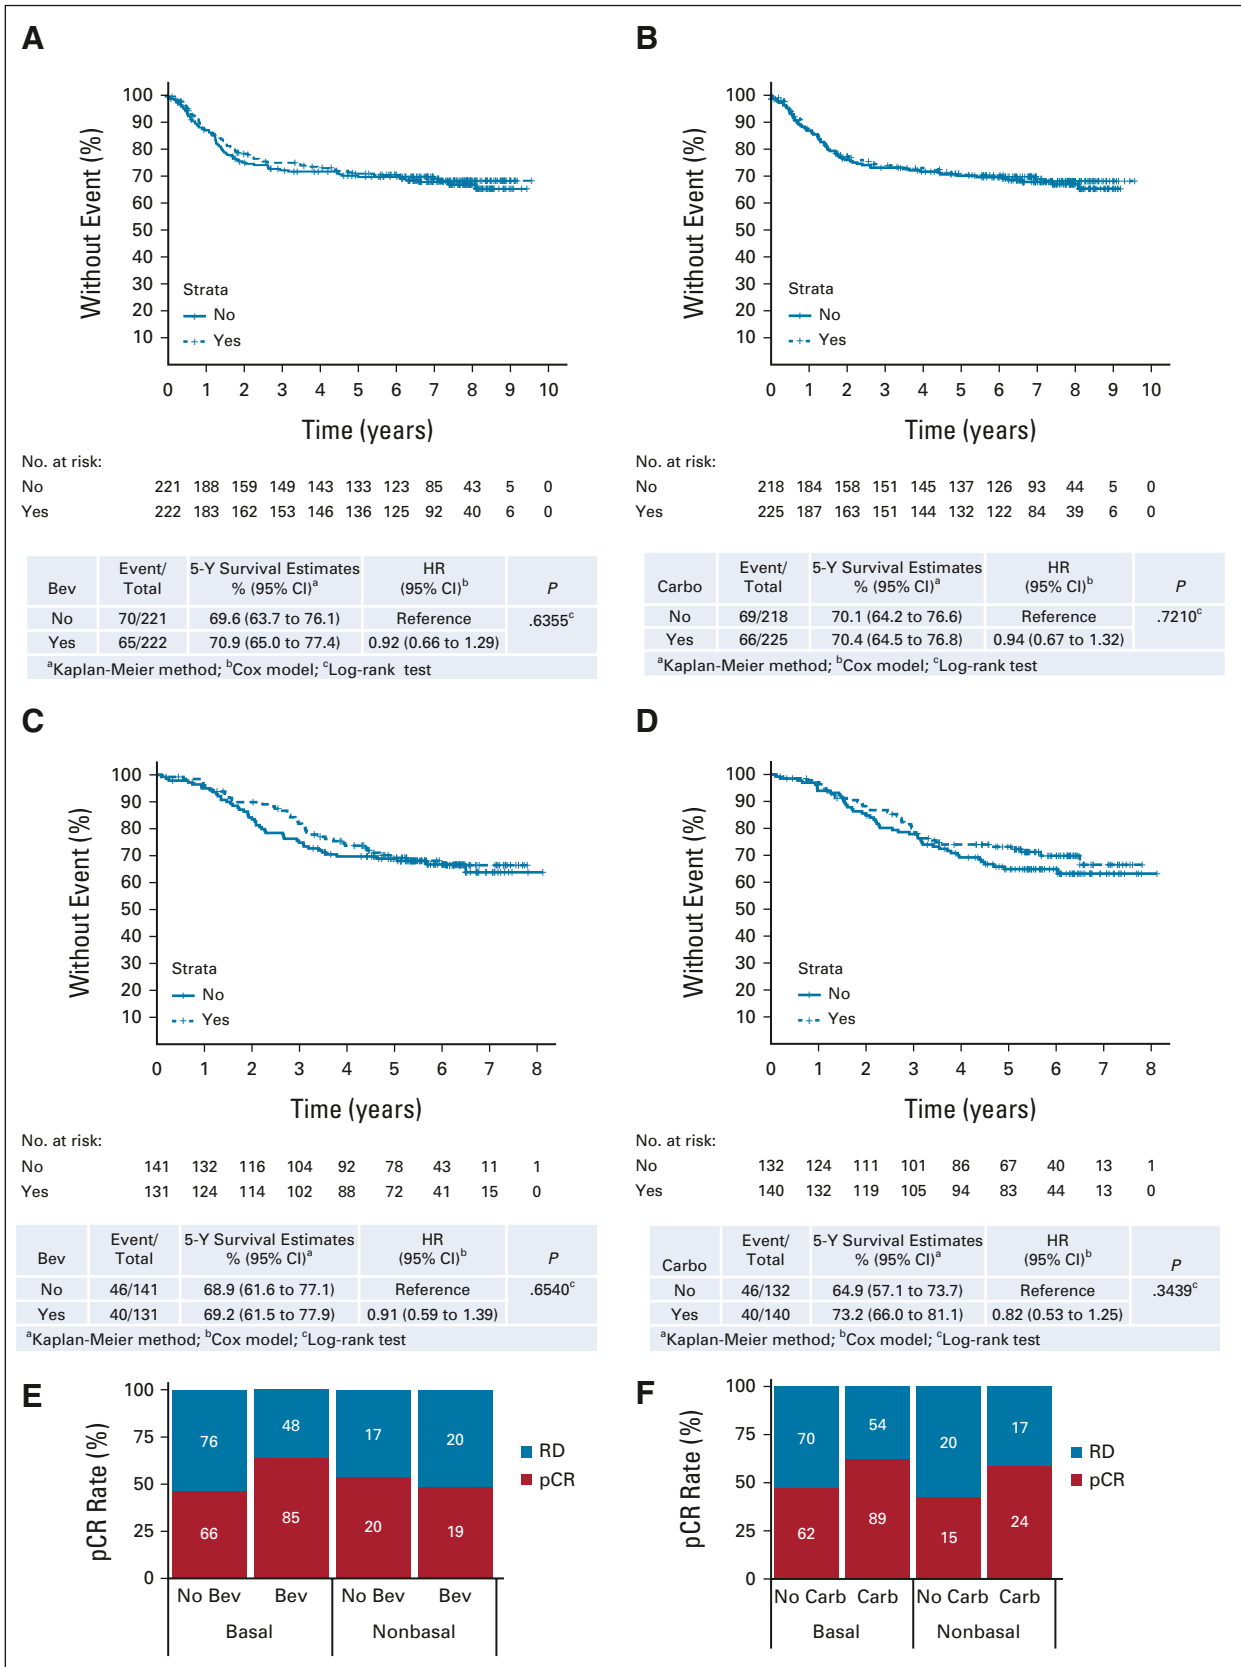 A
100
90
80
70
60
50
40
30
20
10
Without Event (%)
Strata
No
Yes
0 1 2 3 4 5 6 7 8 9 10
Time (years)
No. at risk:
No 221 188 159 149 143 133 123 85 43 5 0
Yes 222 183 162 153 146 136 125 92 40 6 0
Bev Event/Total 5-Y Survival Estimates % (95% CI)a HR (95% CI)b P
No 70/221 69.6 (63.7 to 76.1) Reference .6355c
Yes 65/222 70.9 (65.0 to 77.4) 0.92 (0.66 to 1.29)
aKaplan-Meier method; bCox model; cLog-rank test
B
100
90
80
70
60
50
40
30
20
10
Without Event (%)
Strata
No
Yes
0 1 2 3 4 5 6 7 8 9 10
Time (years)
No. at risk:
No 218 184 158 151 145 137 126 93 44 5 0
Yes 225 187 163 151 144 132 122 84 39 6 0
Carbo Event/Total 5-Y Survival Estimates % (95% CI)a HR (95% CI)b P
No 69/218 70.1 (64.2 to 76.6) Reference .7210c
Yes 66/225 70.4 (64.5 to 76.8) 0.94 (0.67 to 1.32)
aKaplan-Meier method; bCox model; cLog-rank test
C
100
90
80
70
60
50
40
30
20
10
Without Event (%)
Strata
No
Yes
0 1 2 3 4 5 6 7 8
Time (years)
No. at risk:
No 141 132 116 104 92 78 43 11 1
Yes 131 124 114 102 88 72 41 15 0
Bev Event/Total 5-Y Survival Estimates % (95% CI)a HR (95% CI)b P
No 46/141 68.9 (61.6 to 77.1) Reference .6540c
Yes 40/131 69.2 (61.5 to 77.9) 0.91 (0.59 to 1.39)
aKaplan-Meier method; bCox model; cLog-rank test
D
100
90
80
70
60
50
40
30
20
10
Without Event (%)
Strata
No
Yes
0 1 2 3 4 5 6 7 8
Time (years)
No. at risk:
No 132 124 111 101 86 67 40 13 1
Yes 140 132 119 105 94 83 44 13 0
Carbo Event/Total 5-Y Survival Estimates % (95% CI)a HR (95% CI)b P
No 46/132 64.9 (57.1 to 73.7) Reference .3439c
Yes 40/140 73.2 (66.0 to 81.1) 0.82 (0.53 to 1.25)
aKaplan-Meier method; bCox model; cLog-rank test
E
100
75
50
25
0
pCR Rate (%)
76 48 17 20
66 85 20 19
RD
pCR
No Bev Bev No Bev Bev
Basal Nonbasal
F
100
75
50
25
0
pCR Rate (%)
70 54 20 17
62 89 15 24
RD
pCR
No Carb Carb No Carb Carb
Basal Nonbasal